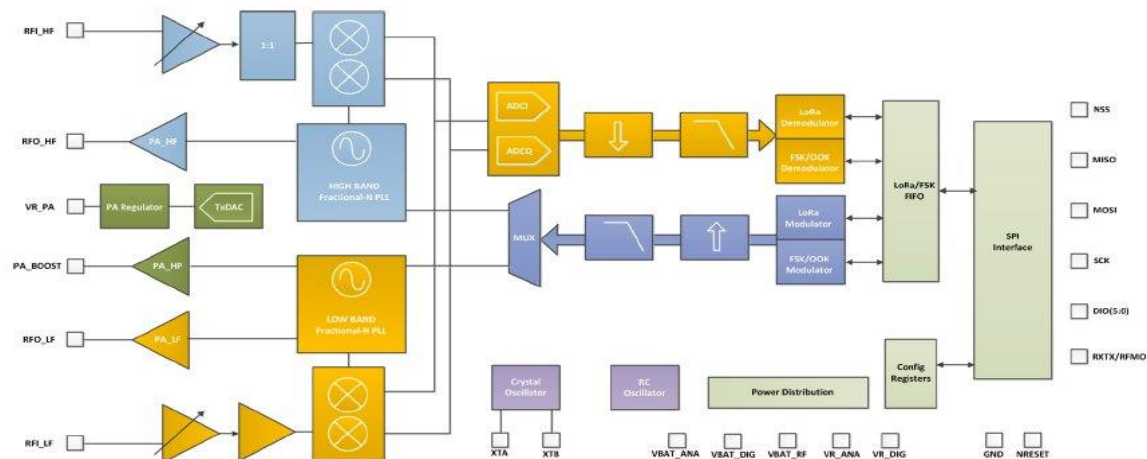 RFI_HF
1:1
RFO_HF
PA_HF
HIGH BAND
Fractional-N PLL
VR_PA
PA Regulator
TxDAC
PA_BOOST
PA_HP
LOW BAND
Fractional-N PLL
RFO_LF
PA_LF
RFI_LF
ADCI
ADCQ
LoRa
Demodulator
FSK/OOK
Demodulator
MUX
LoRa
Modulator
FSK/OOK
Modulator
LoRa/FSK
FIFO
SPI
Interface
Config
Registers
NSS
MISO
MOSI
SCK
DIO(5:0)
RXTX/RFMO
Crystal
Oscillator
RC
Oscillator
Power Distribution
XTA
XTB
VBAT_ANA
VBAT_DIG
VBAT_RF
VR_ANA
VR_DIG
GND
NRESET